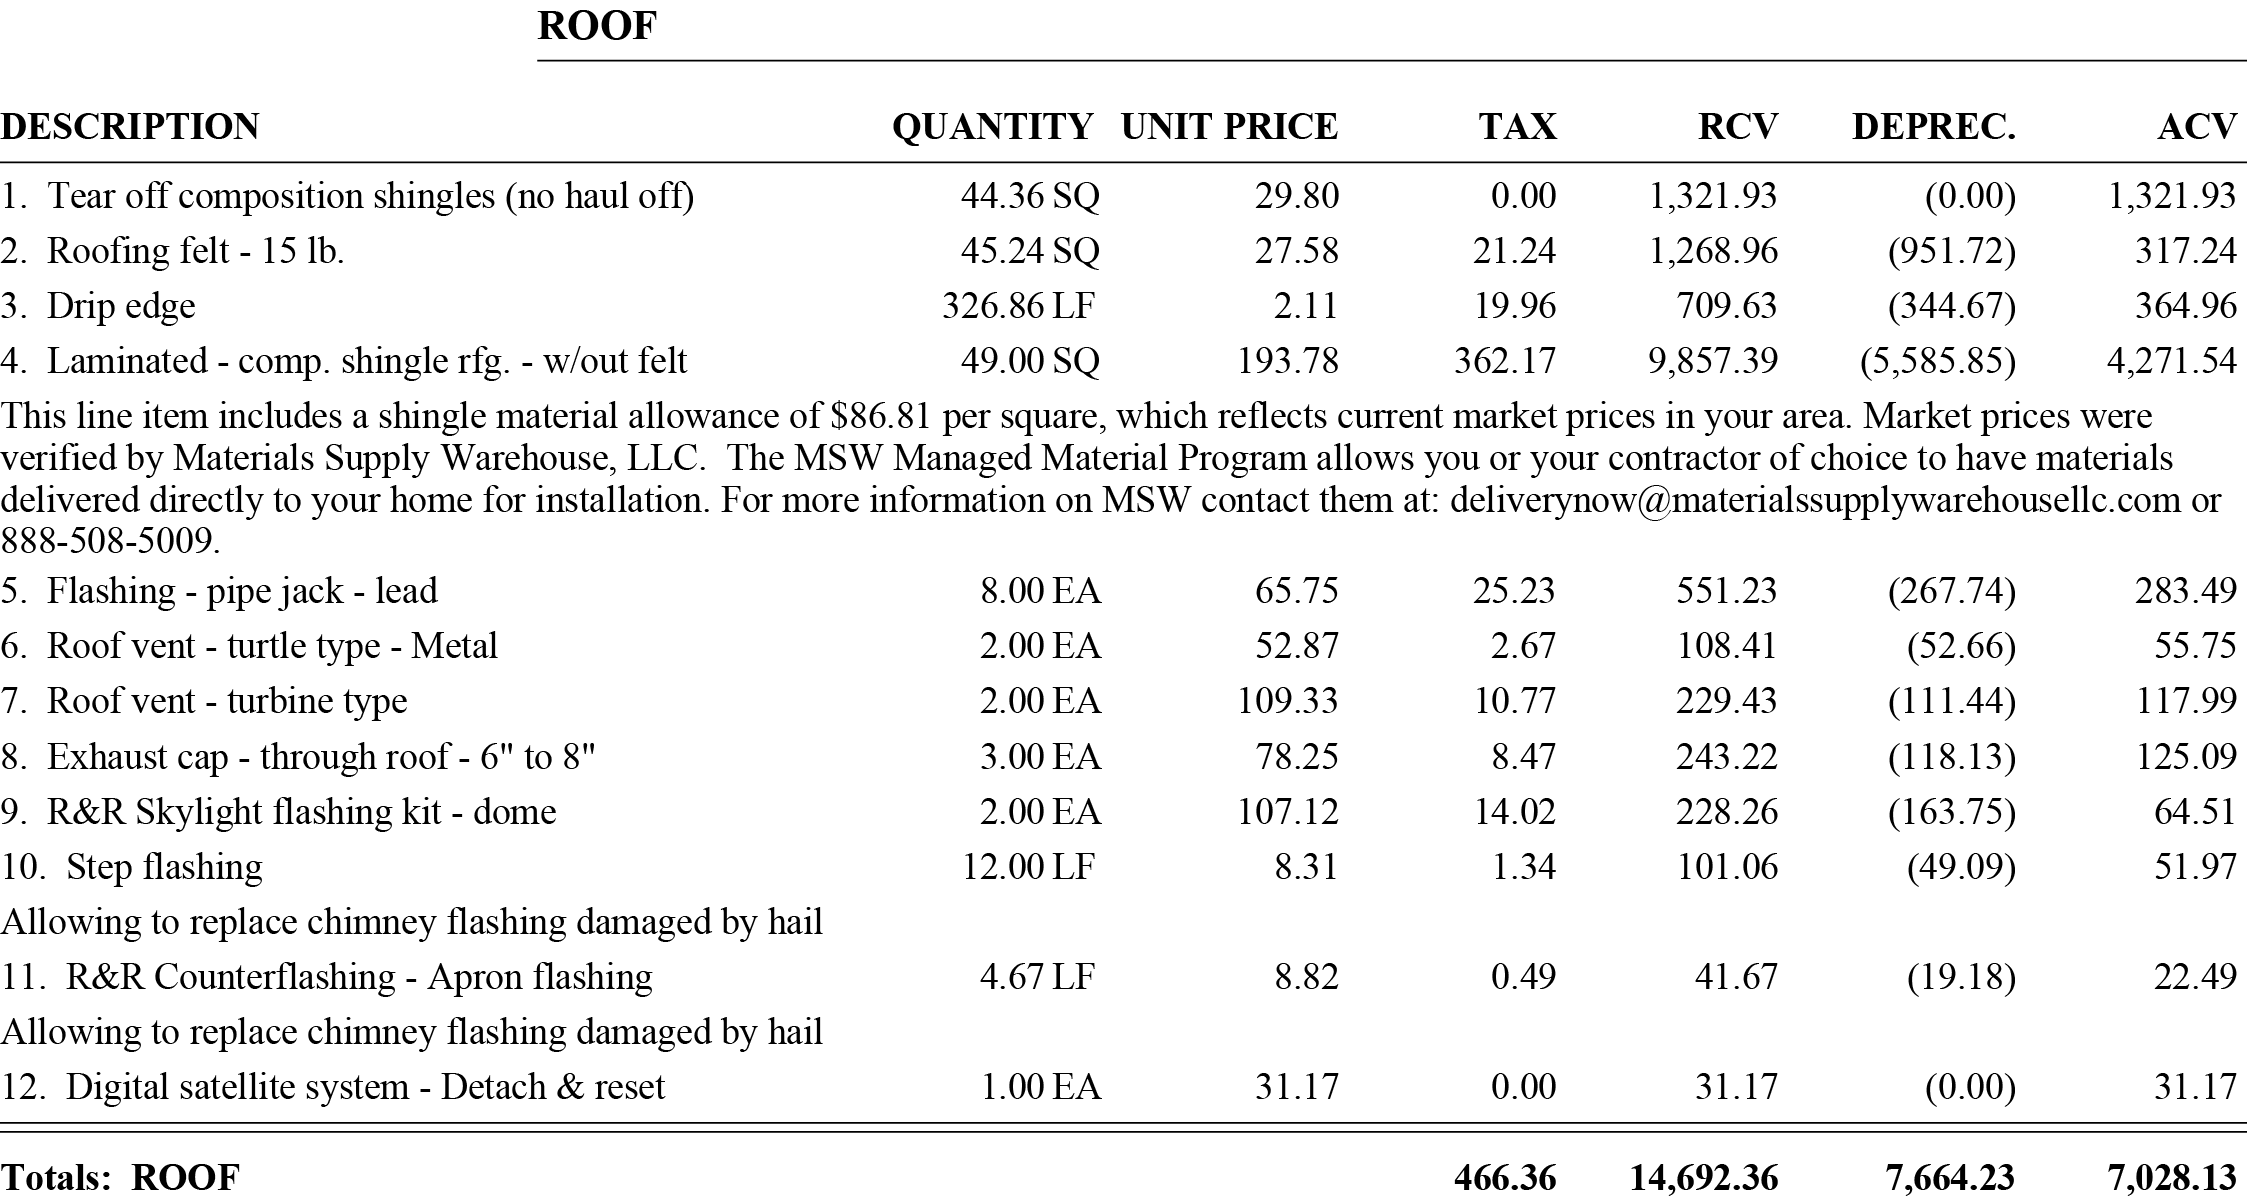 ROOF
DESCRIPTION QUANTITY UNIT PRICE TAX RCV DEPREC. ACV
1. Tear off composition shingles (no haul off) 44.36 SQ 29.80 0.00 1,321.93 (0.00) 1,321.93
2. Roofing felt - 15 lb. 45.24 SQ 27.58 21.24 1,268.96 (951.72) 317.24
3. Drip edge 326.86 LF 2.11 19.96 709.63 (344.67) 364.96
4. Laminated - comp. shingle rfg. - w/out felt 49.00 SQ 193.78 362.17 9,857.39 (5,585.85) 4,271.54
This line item includes a shingle material allowance of $86.81 per square, which reflects current market prices in your area. Market prices were
verified by Materials Supply Warehouse, LLC.  The MSW Managed Material Program allows you or your contractor of choice to have materials
delivered directly to your home for installation. For more information on MSW contact them at: deliverynow@materialssupplywarehousellc.com or
888-508-5009.
5. Flashing - pipe jack - lead 8.00 EA 65.75 25.23 551.23 (267.74) 283.49
6. Roof vent - turtle type - Metal 2.00 EA 52.87 2.67 108.41 (52.66) 55.75
7. Roof vent - turbine type 2.00 EA 109.33 10.77 229.43 (111.44) 117.99
8. Exhaust cap - through roof - 6" to 8" 3.00 EA 78.25 8.47 243.22 (118.13) 125.09
9. R&R Skylight flashing kit - dome 2.00 EA 107.12 14.02 228.26 (163.75) 64.51
10. Step flashing 12.00 LF 8.31 1.34 101.06 (49.09) 51.97
Allowing to replace chimney flashing damaged by hail
11. R&R Counterflashing - Apron flashing 4.67 LF 8.82 0.49 41.67 (19.18) 22.49
Allowing to replace chimney flashing damaged by hail
12. Digital satellite system - Detach & reset 1.00 EA 31.17 0.00 31.17 (0.00) 31.17
Totals: ROOF 466.36 14,692.36 7,664.23 7,028.13